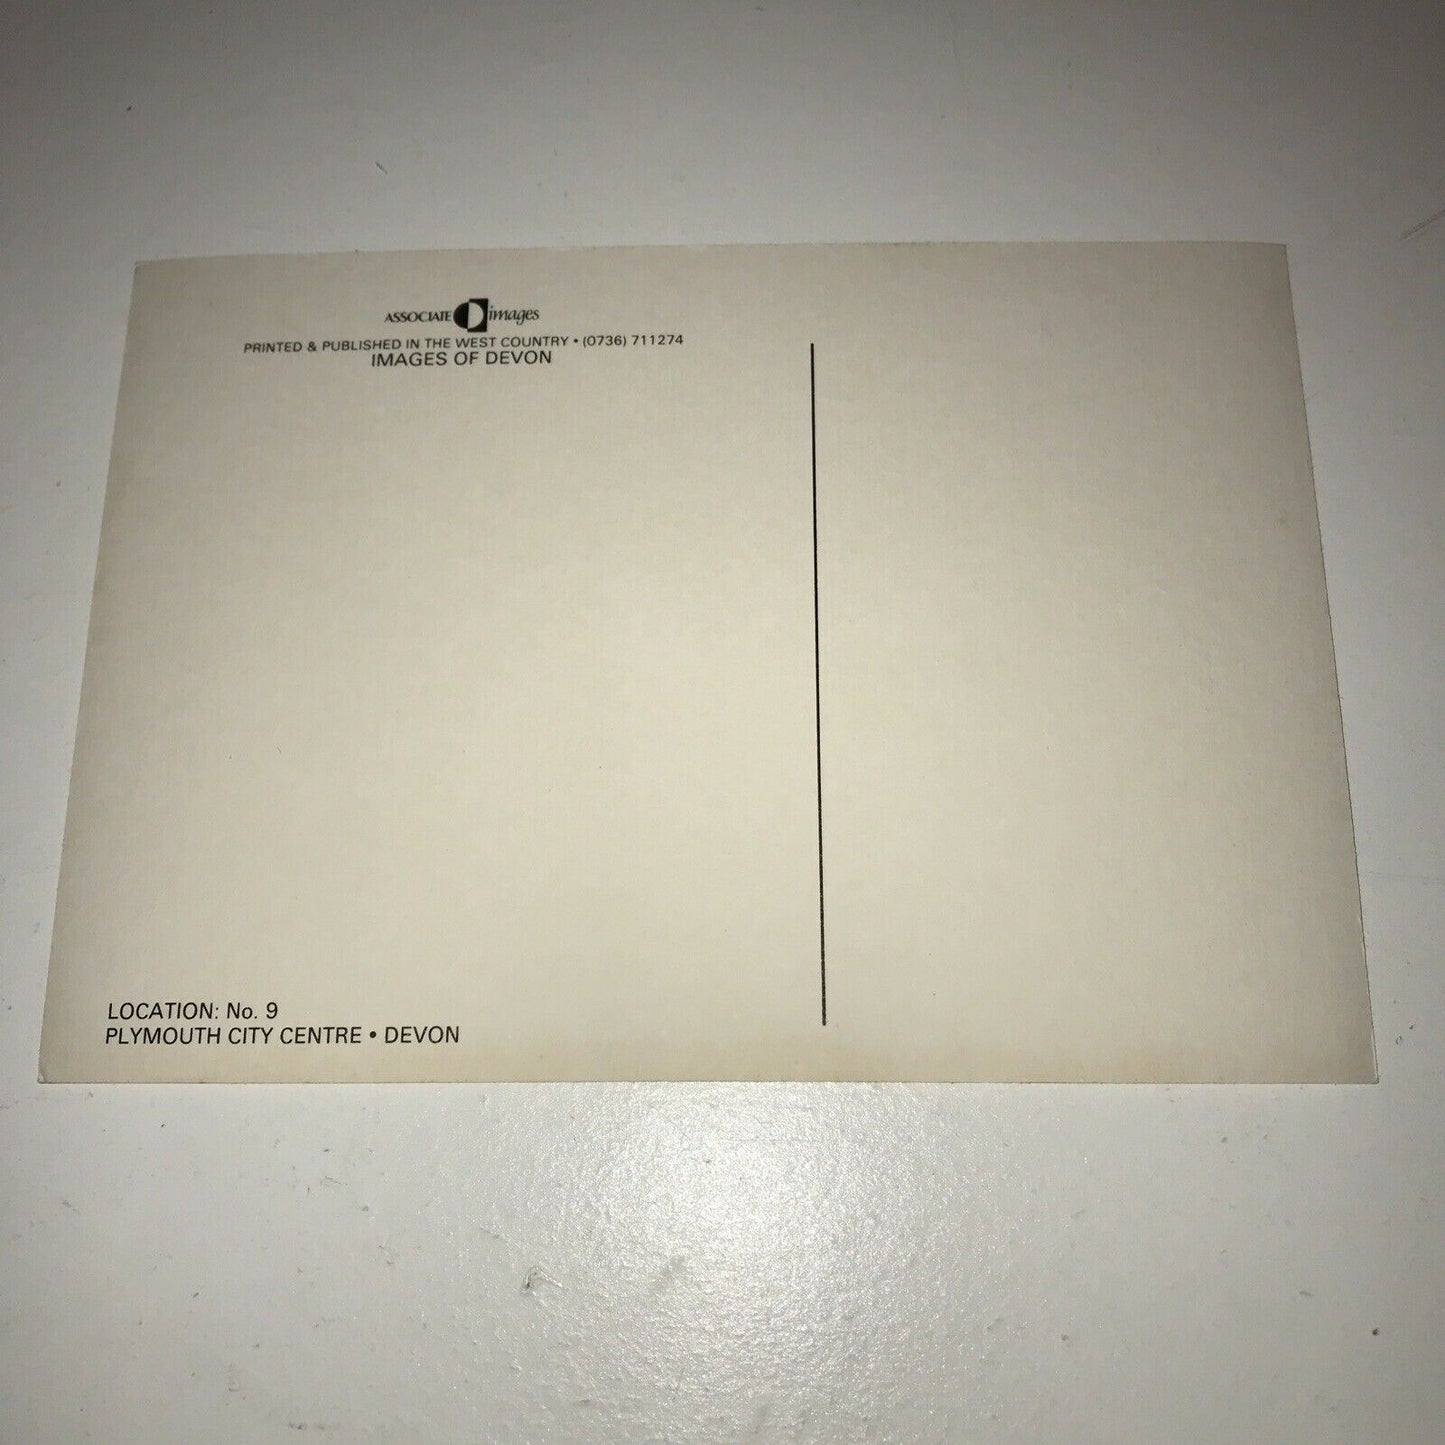 ASSOCIATE images
PRINTED & PUBLISHED IN THE WEST COUNTRY • (0736) 711274
IMAGES OF DEVON
LOCATION: No. 9
PLYMOUTH CITY CENTRE • DEVON